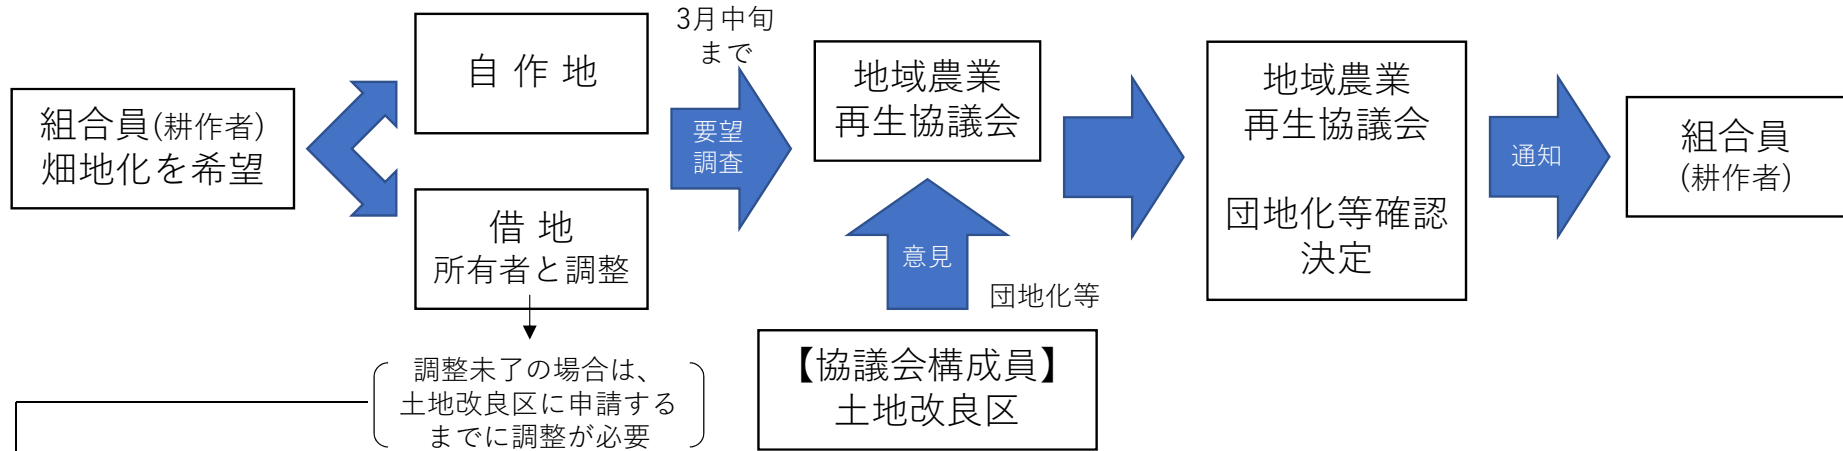 組合員(耕作者)
畑地化を希望
自 作 地
借 地
所有者と調整
調整未了の場合は、
土地改良区に申請する
までに調整が必要
3月中旬
まで
要望
調査
地域農業
再生協議会
意見
団地化等
【協議会構成員】
土地改良区
地域農業
再生協議会
団地化等確認
決定
通知
組合員
(耕作者)